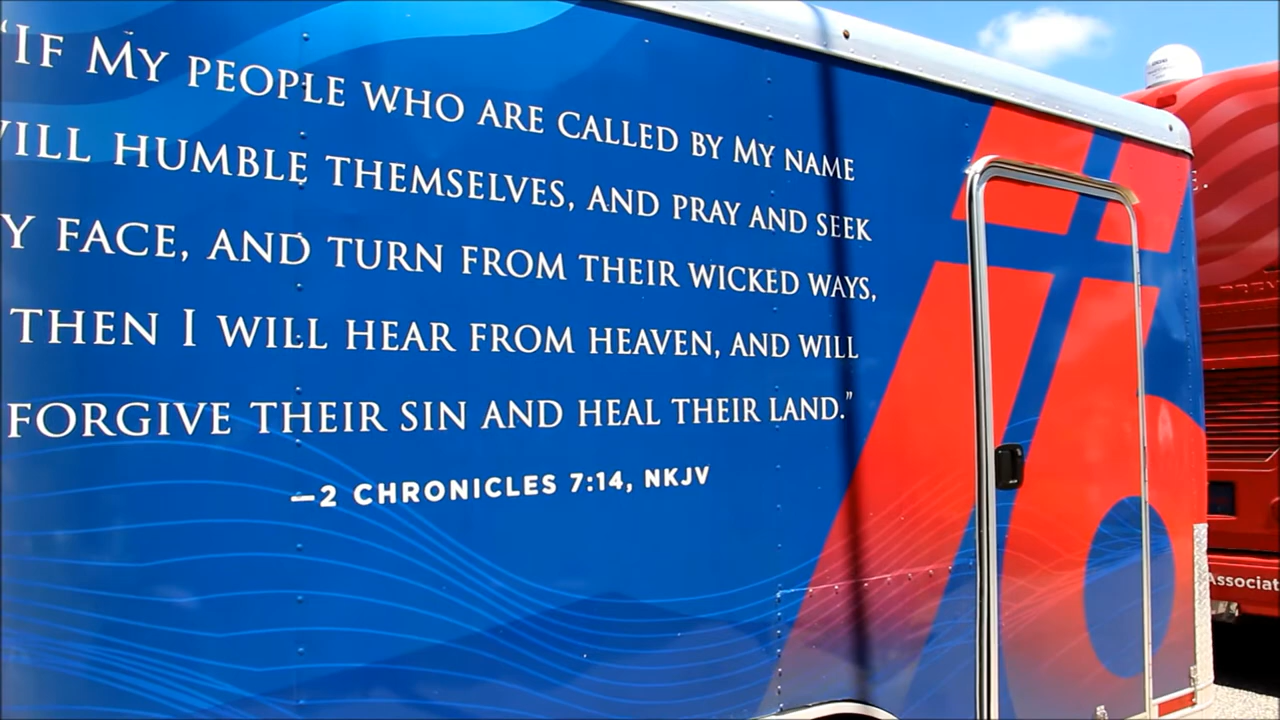 “If My people who are called by My name
will humble themselves, and pray and seek
My face, and turn from their wicked ways,
then I will hear from heaven, and will
forgive their sin and heal their land.”
—2 CHRONICLES 7:14, NKJV
Associat